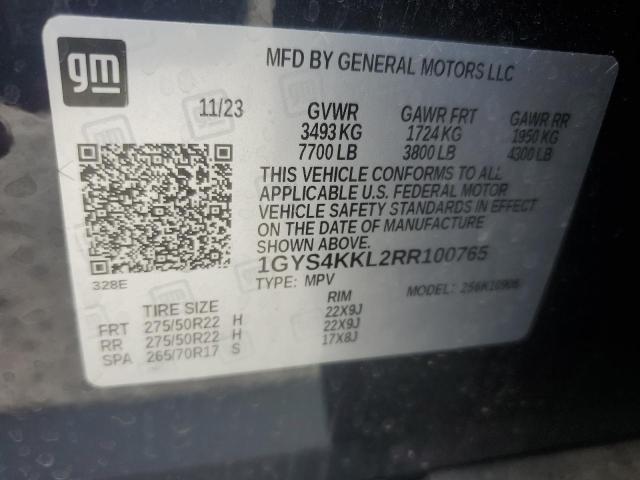 gm
MFD BY GENERAL MOTORS LLC
11/23 GVWR GAWR FRT GAWR RR
3493 KG 1724 KG 1950 KG
7700 LB 3800 LB 4300 LB
THIS VEHICLE CONFORMS TO ALL
APPLICABLE U.S. FEDERAL MOTOR
VEHICLE SAFETY STANDARDS IN EFFECT
ON THE DATE OF MANUFACTURE
SHOWN ABOVE.
1GYS4KKL2RR100765
328E
TYPE: MPV MODEL: 256K10906
TIRE SIZE RIM
FRT 275/50R22 H 22X9J
RR 275/50R22 H 22X9J
SPA 265/70R17 S 17X8J